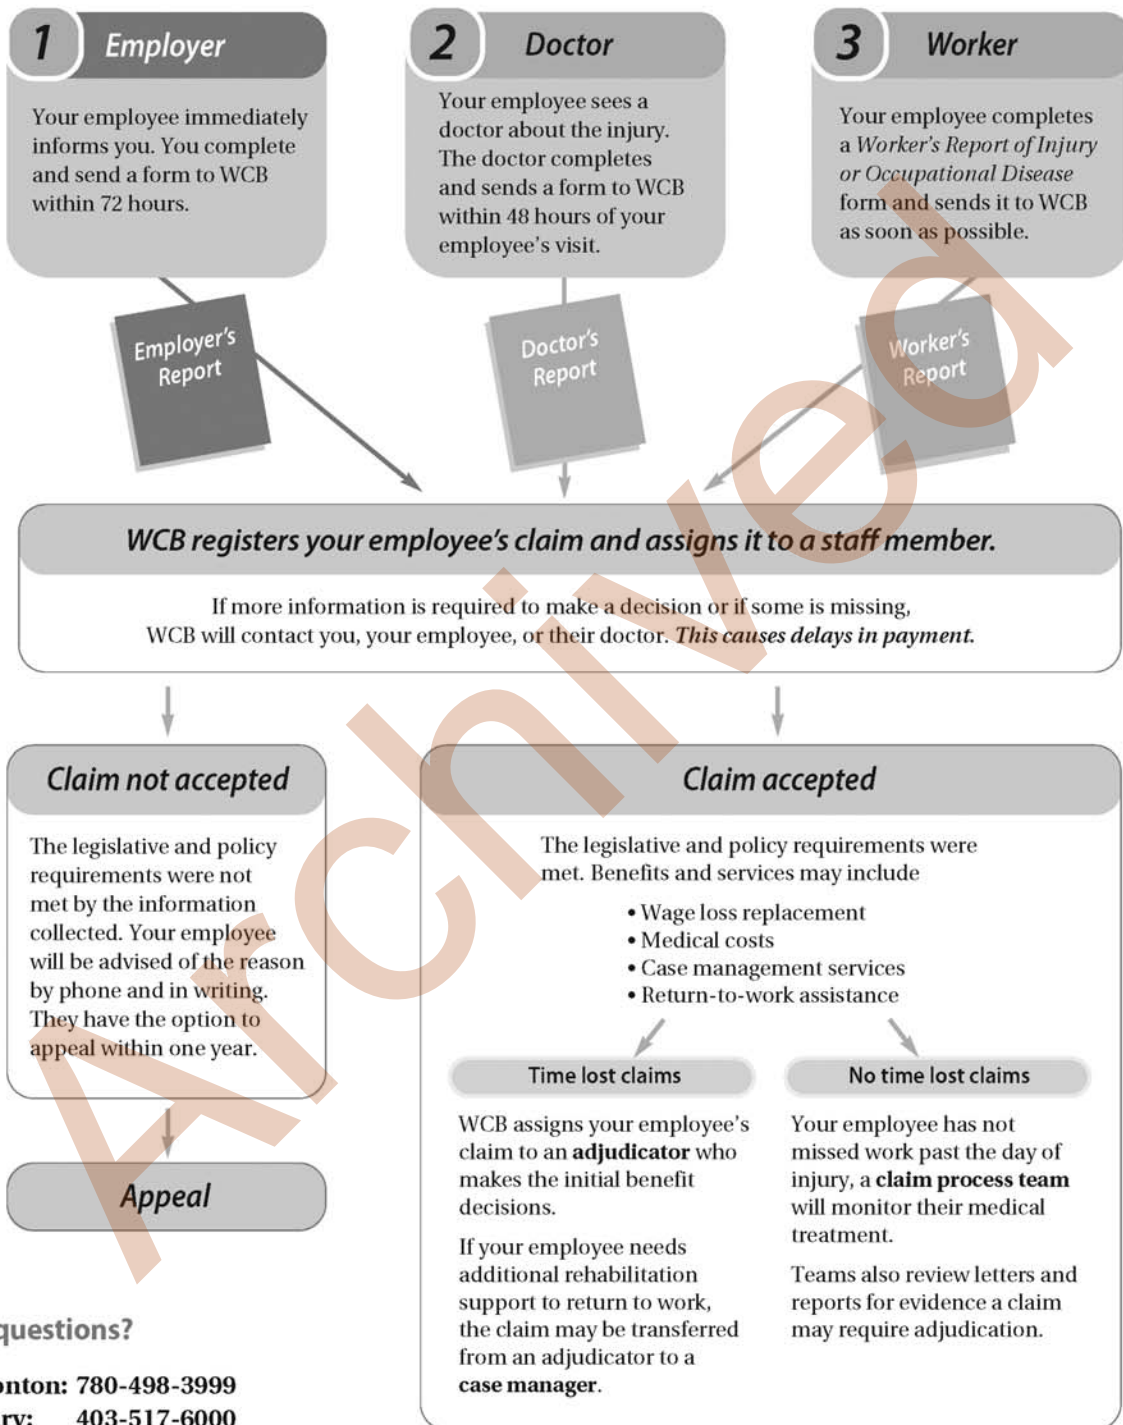 1 Employer
Your employee immediately
informs you. You complete
and send a form to WCB
within 72 hours.
2 Doctor
Your employee sees a
doctor about the injury.
The doctor completes
and sends a form to WCB
within 48 hours of your
employee's visit.
3 Worker
Your employee completes
a Worker's Report of Injury
or Occupational Disease
form and sends it to WCB
as soon as possible.
Employer's
Report
Doctor's
Report
Worker's
Report
WCB registers your employee's claim and assigns it to a staff member.
If more information is required to make a decision or if some is missing,
WCB will contact you, your employee, or their doctor. This causes delays in payment.
Claim not accepted
The legislative and policy
requirements were not
met by the information
collected. Your employee
will be advised of the reason
by phone and in writing.
They have the option to
appeal within one year.
Appeal
Claim accepted
The legislative and policy requirements were
met. Benefits and services may include
• Wage loss replacement
• Medical costs
• Case management services
• Return-to-work assistance
Time lost claims
WCB assigns your employee's
claim to an adjudicator who
makes the initial benefit
decisions.
If your employee needs
additional rehabilitation
support to return to work,
the claim may be transferred
from an adjudicator to a
case manager.
No time lost claims
Your employee has not
missed work past the day of
injury, a claim process team
will monitor their medical
treatment.
Teams also review letters and
reports for evidence a claim
may require adjudication.
questions?
onton: 780-498-3999
ry: 403-517-6000
Archived